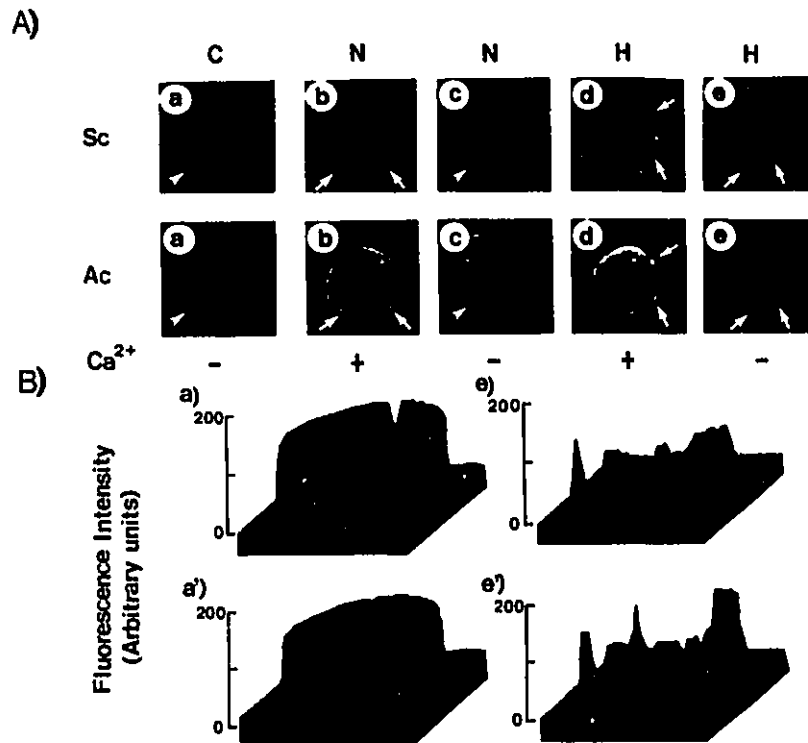 A)
C N N H H
Sc a b c d e
Ac a b c d e
Ca²⁺ - + - + -
B)
Fluorescence Intensity
(Arbitrary units)
a) 200 0
e) 200 0
a') 200 0
e') 200 0